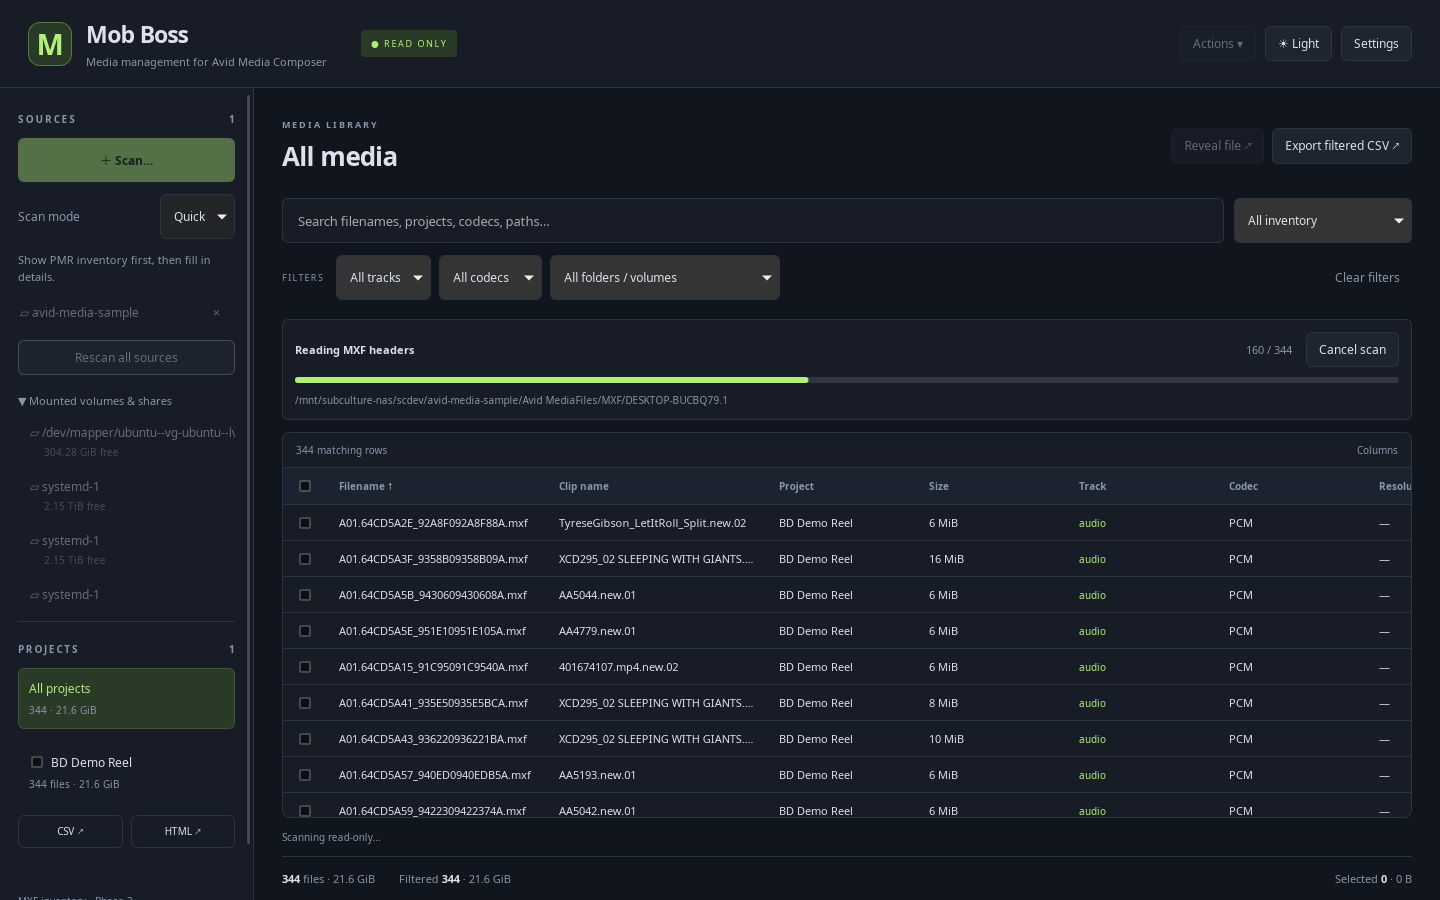 M
Mob Boss
Media management for Avid Media Composer
● READ ONLY
Actions ▾
☀ Light
Settings
SOURCES 1
+ Scan...
Scan mode
Quick
Show PMR inventory first, then fill in
details.
avid-media-sample ×
Rescan all sources
▼ Mounted volumes & shares
/dev/mapper/ubuntu--vg-ubuntu--lv
304.28 GiB free
systemd-1
2.15 TiB free
systemd-1
2.15 TiB free
systemd-1
PROJECTS 1
All projects
344 · 21.6 GiB
BD Demo Reel
344 files · 21.6 GiB
CSV ↗
HTML ↗
MEDIA LIBRARY
All media
Reveal file ↗
Export filtered CSV ↗
Search filenames, projects, codecs, paths...
All inventory
FILTERS
All tracks
All codecs
All folders / volumes
Clear filters
Reading MXF headers
160 / 344
Cancel scan
/mnt/subculture-nas/scdev/avid-media-sample/Avid MediaFiles/MXF/DESKTOP-BUCBQ79.1
344 matching rows
Columns
Filename ↑ Clip name Project Size Track Codec Resolu
A01.64CD5A2E_92A8F092A8F88A.mxf TyreseGibson_LetItRoll_Split.new.02 BD Demo Reel 6 MiB audio PCM —
A01.64CD5A3F_9358B09358B09A.mxf XCD295_02 SLEEPING WITH GIANTS.... BD Demo Reel 16 MiB audio PCM —
A01.64CD5A5B_9430609430608A.mxf AA5044.new.01 BD Demo Reel 6 MiB audio PCM —
A01.64CD5A5E_951E10951E105A.mxf AA4779.new.01 BD Demo Reel 6 MiB audio PCM —
A01.64CD5A15_91C95091C9540A.mxf 401674107.mp4.new.02 BD Demo Reel 6 MiB audio PCM —
A01.64CD5A41_935E50935E5BCA.mxf XCD295_02 SLEEPING WITH GIANTS.... BD Demo Reel 8 MiB audio PCM —
A01.64CD5A43_936220936221BA.mxf XCD295_02 SLEEPING WITH GIANTS.... BD Demo Reel 10 MiB audio PCM —
A01.64CD5A57_940ED0940EDB5A.mxf AA5193.new.01 BD Demo Reel 6 MiB audio PCM —
A01.64CD5A59_9422309422374A.mxf AA5042.new.01 BD Demo Reel 6 MiB audio PCM —
Scanning read-only...
344 files · 21.6 GiB
Filtered 344 · 21.6 GiB
Selected 0 · 0 B